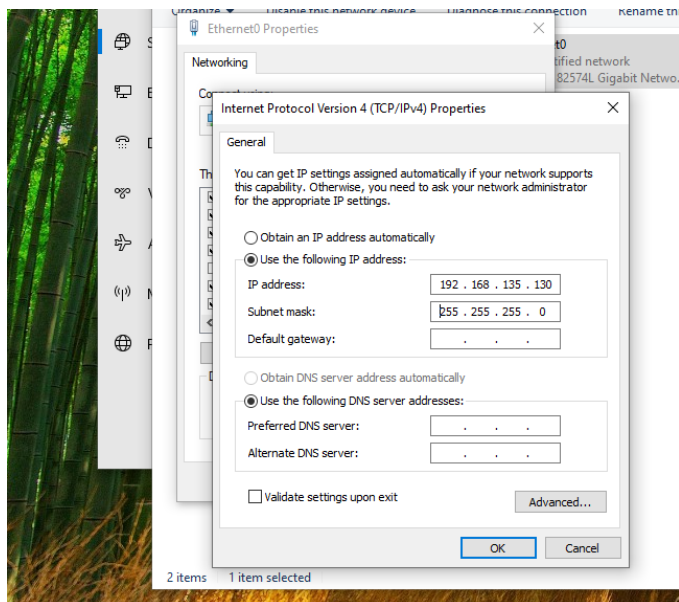 Ethernet0 Properties
Networking
Internet Protocol Version 4 (TCP/IPv4) Properties
General
You can get IP settings assigned automatically if your network supports
this capability. Otherwise, you need to ask your network administrator
for the appropriate IP settings.
Obtain an IP address automatically
Use the following IP address:
IP address: 192 . 168 . 135 . 130
Subnet mask: 255 . 255 . 255 . 0
Default gateway: . . .
Obtain DNS server address automatically
Use the following DNS server addresses:
Preferred DNS server: . . .
Alternate DNS server: . . .
Validate settings upon exit
Advanced...
OK Cancel
2 items 1 item selected
Organize Disable this network device Diagnose this connection Rename
network
82574L Gigabit